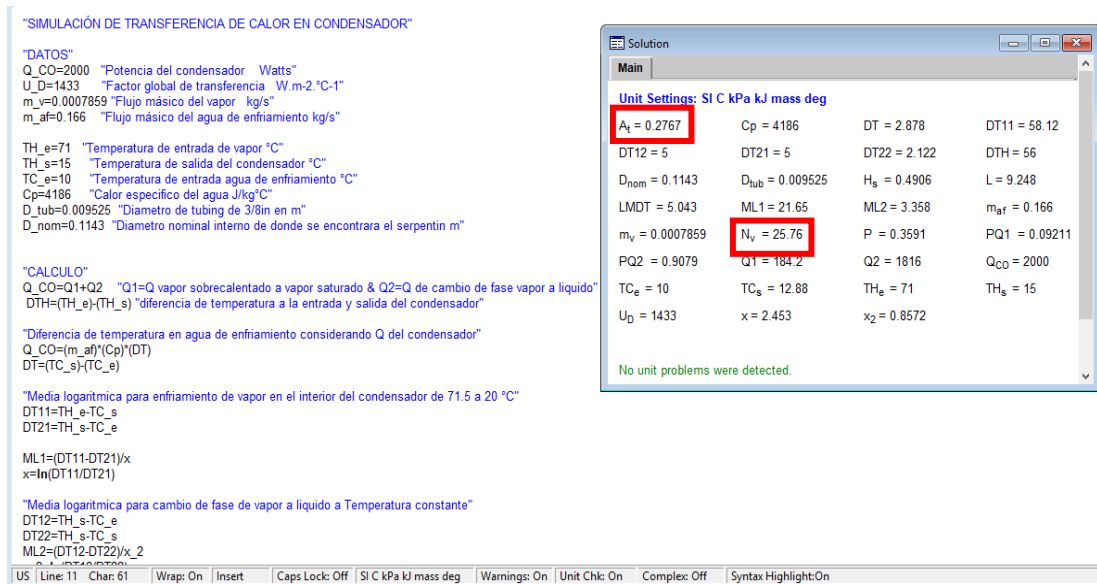 "SIMULACIÓN DE TRANSFERENCIA DE CALOR EN CONDENSADOR"
"DATOS"
Q_CO=2000 "Potencia del condensador Watts"
U_D=1433 "Factor global de transferencia W.m-2.°C-1"
m_v=0.0007859 "Flujo másico del vapor kg/s"
m_af=0.166 "Flujo másico del agua de enfriamiento kg/s"
TH_e=71 "Temperatura de entrada de vapor °C"
TH_s=15 "Temperatura de salida del condensador °C"
TC_e=10 "Temperatura de entrada agua de enfriamiento °C"
Cp=4186 "Calor especifico del agua J/kg°C"
D_tub=0.009525 "Diametro de tubing de 3/8in en m"
D_nom=0.1143 "Diametro nominal interno de donde se encontrara el serpentin m"
"CALCULO"
Q_CO=Q1+Q2 "Q1=Q vapor sobrecalentado a vapor saturado & Q2=Q de cambio de fase vapor a liquido"
DTH=(TH_e)-(TH_s) "diferencia de temperatura a la entrada y salida del condensador"
"Diferencia de temperatura en agua de enfriamiento considerando Q del condensador"
Q_CO=(m_af)*(Cp)*(DT)
DT=(TC_s)-(TC_e)
"Media logaritmica para enfriamiento de vapor en el interior del condensador de 71.5 a 20 °C"
DT11=TH_e-TC_s
DT21=TH_s-TC_e
ML1=(DT11-DT21)/x
x=ln(DT11/DT21)
"Media logaritmica para cambio de fase de vapor a liquido a Temperatura constante"
DT12=TH_s-TC_e
DT22=TH_s-TC_s
ML2=(DT12-DT22)/x_2
US Line: 11 Char: 61 Wrap: On Insert Caps Lock: Off SI C kPa kJ mass deg Warnings: On Unit Chk: On Complex: Off Syntax Highlight:On
Solution
Main
Unit Settings: SI C kPa kJ mass deg
At = 0.2767 Cp = 4186 DT = 2.878 DT11 = 58.12
DT12 = 5 DT21 = 5 DT22 = 2.122 DTH = 56
Dnom = 0.1143 Dtub = 0.009525 Hs = 0.4906 L = 9.248
LMDT = 5.043 ML1 = 21.65 ML2 = 3.358 maf = 0.166
mv = 0.0007859 Nv = 25.76 P = 0.3591 PQ1 = 0.09211
PQ2 = 0.9079 Q1 = 184.2 Q2 = 1816 QCO = 2000
TCe = 10 TCs = 12.88 THe = 71 THs = 15
UD = 1433 x = 2.453 x2 = 0.8572
No unit problems were detected.